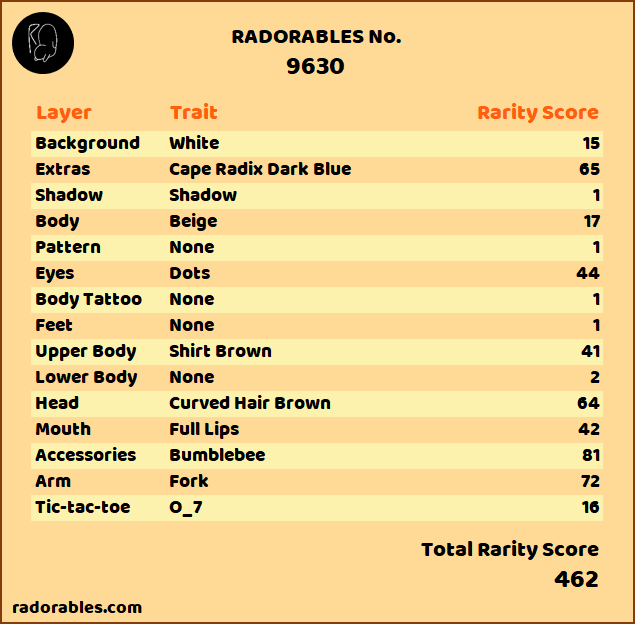 RADORABLES No.
9630
Layer Trait Rarity Score
Background White 15
Extras Cape Radix Dark Blue 65
Shadow Shadow 1
Body Beige 17
Pattern None 1
Eyes Dots 44
Body Tattoo None 1
Feet None 1
Upper Body Shirt Brown 41
Lower Body None 2
Head Curved Hair Brown 64
Mouth Full Lips 42
Accessories Bumblebee 81
Arm Fork 72
Tic-tac-toe O_7 16
Total Rarity Score
462
radorables.com